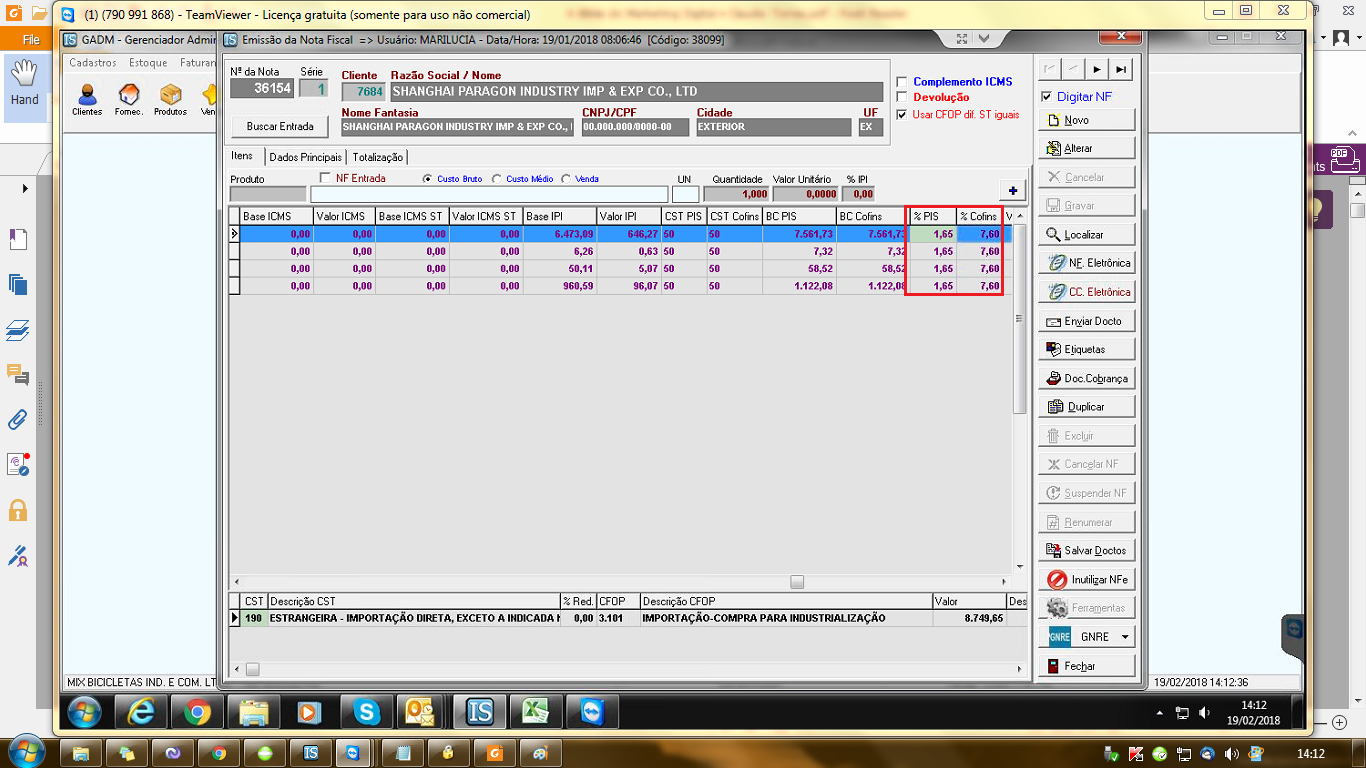 (1) (790 991 868) - TeamViewer - Licença gratuita (somente para uso não comercial)
File
Hand
GADM - Gerenciador Admir
Emissão da Nota Fiscal => Usuário: MARILUCIA - Data/Hora: 19/01/2018 08:06:46 [Código: 38099]
Cadastros Estoque Faturan
Clientes Fornec. Produtos Ven
Nº da Nota Série Cliente Razão Social / Nome
36154 1 7684 SHANGHAI PARAGON INDUSTRY IMP & EXP CO., LTD
Nome Fantasia CNPJ/CPF Cidade UF
Buscar Entrada SHANGHAI PARAGON INDUSTRY IMP & EXP CO., 00.000.000/0000-00 EXTERIOR EX
Complemento ICMS
Devolução
Usar CFOP dif. ST iguais
Itens Dados Principais Totalização
Produto NF Entrada Custo Bruto Custo Médio Venda UN Quantidade Valor Unitário % IPI
1,000 0,0000 0,00 +
Base ICMS Valor ICMS Base ICMS ST Valor ICMS ST Base IPI Valor IPI CST PIS CST Cofins BC PIS BC Cofins % PIS % Cofins V
0,00 0,00 0,00 0,00 6.473,09 646,27 50 50 7.561,73 7.561,73 1,65 7,60
0,00 0,00 0,00 0,00 6,26 0,63 50 50 7,32 7,32 1,65 7,60
0,00 0,00 0,00 0,00 50,11 5,07 50 50 58,52 58,52 1,65 7,60
0,00 0,00 0,00 0,00 960,59 96,07 50 50 1.122,08 1.122,08 1,65 7,60
CST Descrição CST % Red. CFOP Descrição CFOP Valor Des
190 ESTRANGEIRA - IMPORTAÇÃO DIRETA, EXCETO A INDICADA 0,00 3.101 IMPORTAÇÃO-COMPRA PARA INDUSTRIALIZAÇÃO 8.749,65
Digitar NF
Novo
Alterar
Cancelar
Gravar
Localizar
NF. Eletrônica
CC. Eletrônica
Enviar Docto
Etiquetas
Doc.Cobrança
Duplicar
Excluir
Cancelar NF
Suspender NF
Renumerar
Salvar Doctos
Inutilizar NFe
Ferramentas
GNRE GNRE
Fechar
PDF
nts
MIX BICICLETAS IND. E COM. LT
19/02/2018 14:12:36
14:12
19/02/2018
14:12